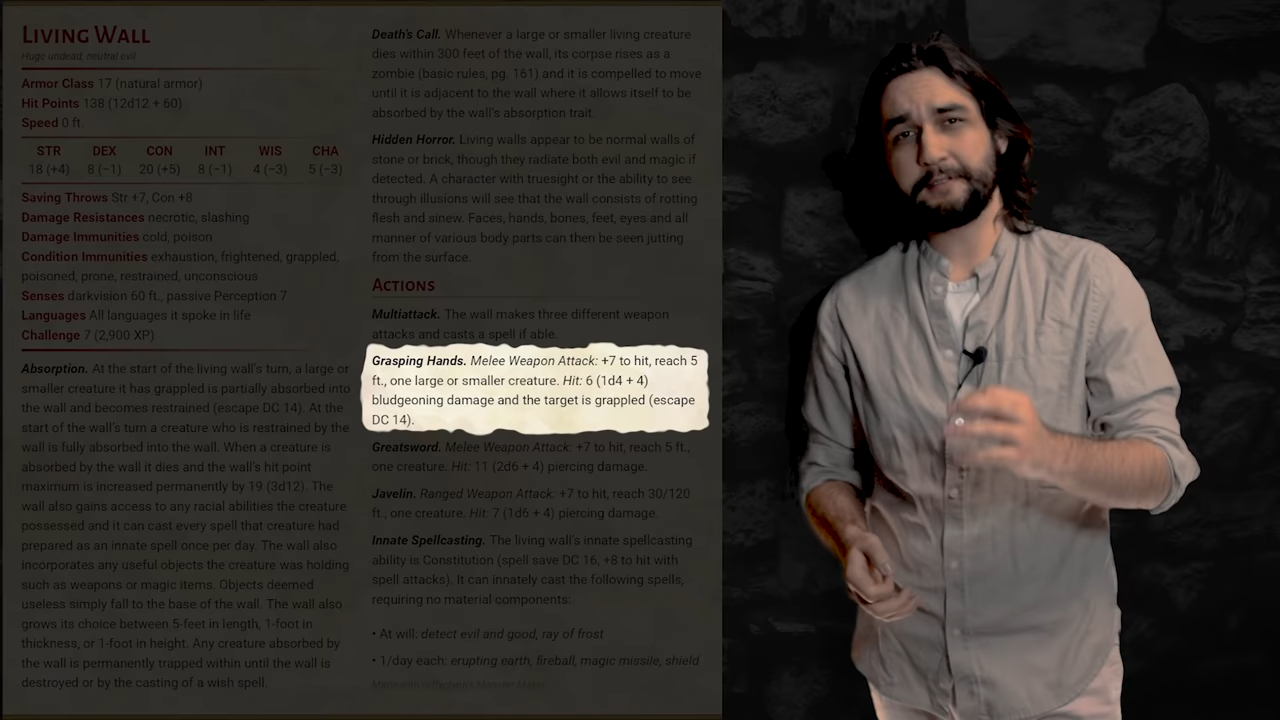 LIVING WALL
Huge undead, neutral evil
Armor Class 17 (natural armor)
Hit Points 138 (12d12 + 60)
Speed 0 ft.
STR DEX CON INT WIS CHA
18 (+4) 8 (−1) 20 (+5) 8 (−1) 4 (−3) 5 (−3)
Saving Throws Str +7, Con +8
Damage Resistances necrotic, slashing
Damage Immunities cold, poison
Condition Immunities exhaustion, frightened, grappled,
poisoned, prone, restrained, unconscious
Senses darkvision 60 ft., passive Perception 7
Languages All languages it spoke in life
Challenge 7 (2,900 XP)
Absorption. At the start of the living wall's turn, a large or
smaller creature it has grappled is partially absorbed into
the wall and becomes restrained (escape DC 14). At the
start of the wall's turn a creature who is restrained by the
wall is fully absorbed into the wall. When a creature is
absorbed by the wall it dies and the wall's hit point
maximum is increased permanently by 19 (3d12). The
wall also gains access to any racial abilities the creature
possessed and it can cast every spell that creature had
prepared as an innate spell once per day. The wall also
incorporates any useful objects the creature was holding
such as weapons or magic items. Objects deemed
useless simply fall to the base of the wall. The wall also
grows its choice between 5-feet in length, 1-foot in
thickness, or 1-foot in height. Any creature absorbed by
the wall is permanently trapped within until the wall is
destroyed or by the casting of a wish spell.
Death's Call. Whenever a large or smaller living creature
dies within 300 feet of the wall, its corpse rises as a
zombie (basic rules, pg. 161) and it is compelled to move
until it is adjacent to the wall where it allows itself to be
absorbed by the wall's absorption trait.
Hidden Horror. Living walls appear to be normal walls of
stone or brick, though they radiate both evil and magic if
detected. A character with truesight or the ability to see
through illusions will see that the wall consists of rotting
flesh and sinew. Faces, hands, bones, feet, eyes and all
manner of various body parts can then be seen jutting
from the surface.
ACTIONS
Multiattack. The wall makes three different weapon
attacks and casts a spell if able.
Grasping Hands. Melee Weapon Attack: +7 to hit, reach 5
ft., one large or smaller creature. Hit: 6 (1d4 + 4)
bludgeoning damage and the target is grappled (escape
DC 14).
Greatsword. Melee Weapon Attack: +7 to hit, reach 5 ft.,
one creature. Hit: 11 (2d6 + 4) piercing damage.
Javelin. Ranged Weapon Attack: +7 to hit, reach 30/120
ft., one creature. Hit: 7 (1d6 + 4) piercing damage.
Innate Spellcasting. The living wall's innate spellcasting
ability is Constitution (spell save DC 16, +8 to hit with
spell attacks). It can innately cast the following spells,
requiring no material components:
• At will: detect evil and good, ray of frost
• 1/day each: erupting earth, fireball, magic missile, shield